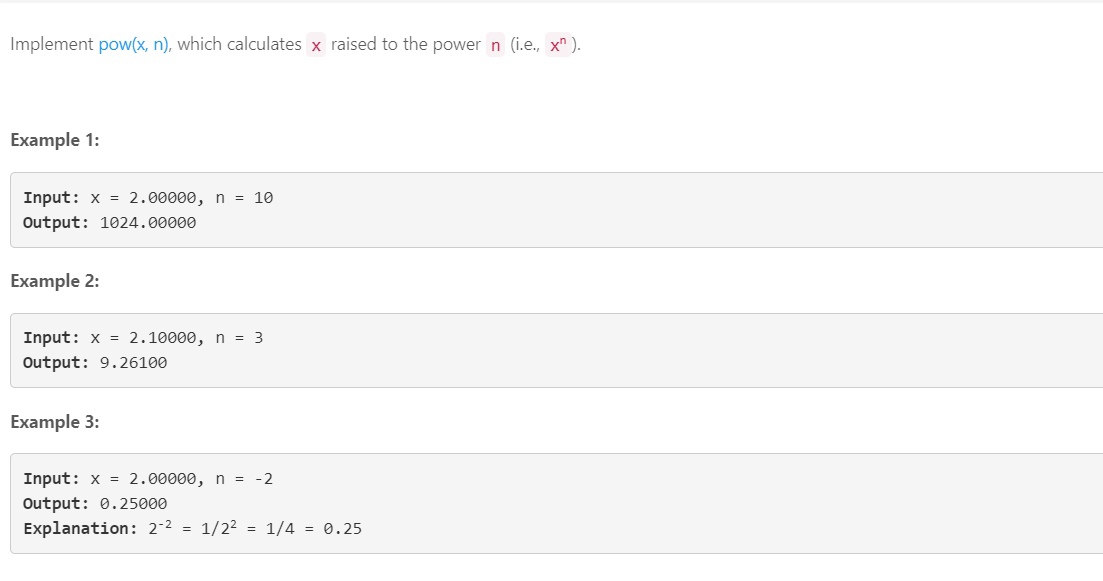 Implement pow(x, n), which calculates x raised to the power n (i.e., xⁿ ).
Example 1:
Input: x = 2.00000, n = 10
Output: 1024.00000
Example 2:
Input: x = 2.10000, n = 3
Output: 9.26100
Example 3:
Input: x = 2.00000, n = -2
Output: 0.25000
Explanation: 2⁻² = 1/2² = 1/4 = 0.25